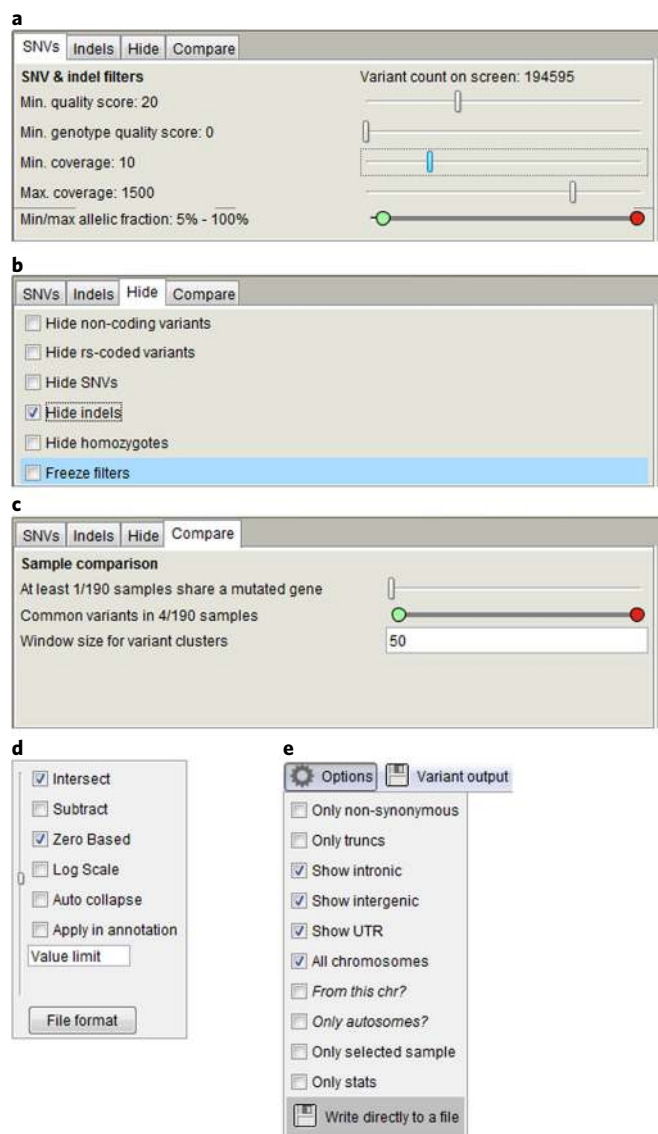 a
SNVs Indels Hide Compare
SNV & indel filters Variant count on screen: 194595
Min. quality score: 20
Min. genotype quality score: 0
Min. coverage: 10
Max. coverage: 1500
Min/max allelic fraction: 5% - 100%
b
SNVs Indels Hide Compare
Hide non-coding variants
Hide rs-coded variants
Hide SNVs
Hide indels
Hide homozygotes
Freeze filters
c
SNVs Indels Hide Compare
Sample comparison
At least 1/190 samples share a mutated gene
Common variants in 4/190 samples
Window size for variant clusters 50
d
Intersect
Subtract
Zero Based
Log Scale
Auto collapse
Apply in annotation
Value limit
File format
e
Options Variant output
Only non-synonymous
Only truncs
Show intronic
Show intergenic
Show UTR
All chromosomes
From this chr?
Only autosomes?
Only selected sample
Only stats
Write directly to a file